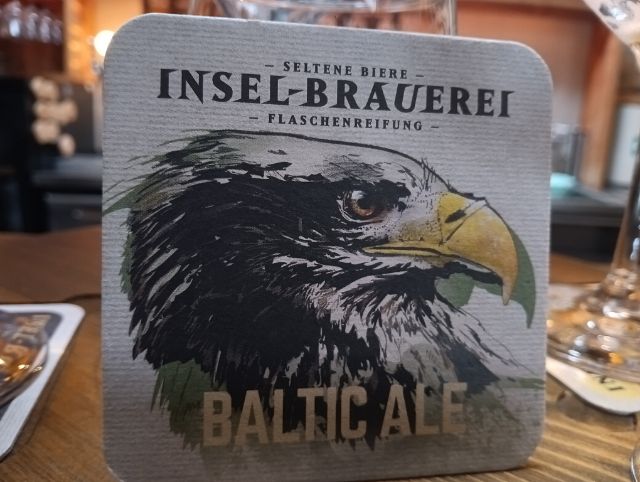 – SELTENE BIERE –
INSEL-BRAUEREI
– FLASCHENREIFUNG –
BALTIC ALE